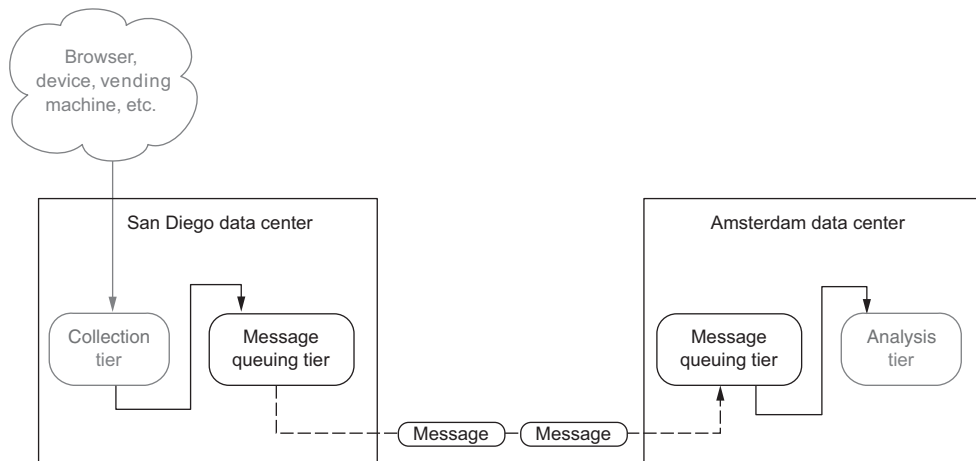 Browser,
device, vending
machine, etc.
San Diego data center
Amsterdam data center
Collection
tier
Message
queuing tier
Message
queuing tier
Analysis
tier
Message
Message